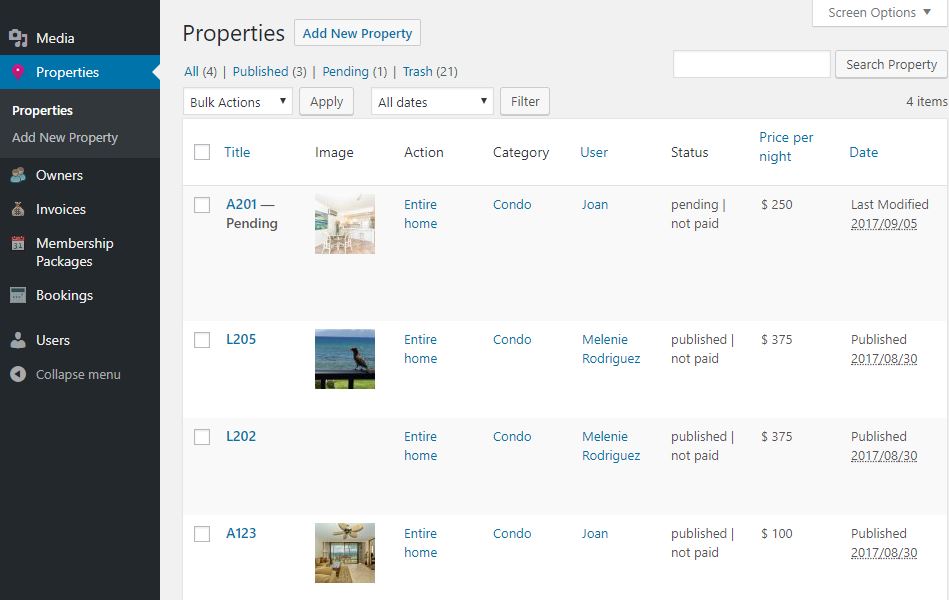 Screen Options ▼
Media
Properties
Properties
Add New Property
Owners
Invoices
Membership
Packages
Bookings
Users
Collapse menu
Properties Add New Property
All (4) | Published (3) | Pending (1) | Trash (21)
Search Property
Bulk Actions Apply All dates Filter
4 items
Title Image Action Category User Status Price per
night Date
A201 —
Pending
Entire
home
Condo
Joan
pending |
not paid
$ 250
Last Modified
2017/09/05
L205
Entire
home
Condo
Melenie
Rodriguez
published |
not paid
$ 375
Published
2017/08/30
L202
Entire
home
Condo
Melenie
Rodriguez
published |
not paid
$ 375
Published
2017/08/30
A123
Entire
home
Condo
Joan
published |
not paid
$ 100
Published
2017/08/30